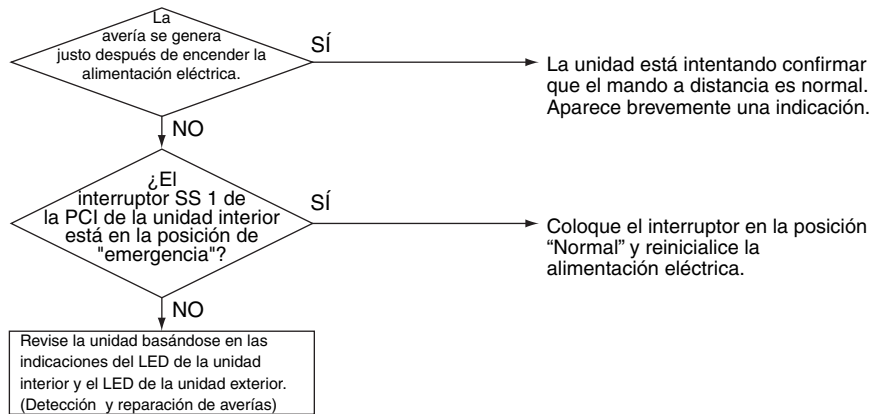 La
avería se genera
justo después de encender la
alimentación eléctrica.
SÍ
La unidad está intentando confirmar
que el mando a distancia es normal.
Aparece brevemente una indicación.
NO
¿El
interruptor SS 1 de
la PCI de la unidad interior
está en la posición de
"emergencia"?
SÍ
Coloque el interruptor en la posición
“Normal” y reinicialice la
alimentación eléctrica.
NO
Revise la unidad basándose en las
indicaciones del LED de la unidad
interior y el LED de la unidad exterior.
(Detección y reparación de averías)